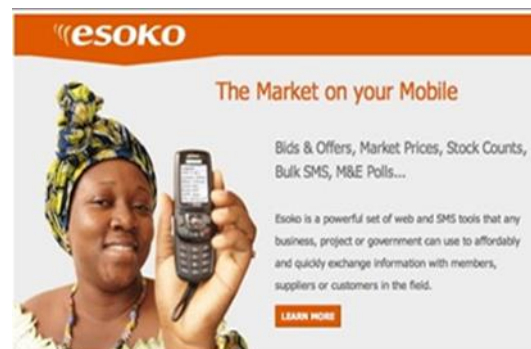 esoko
The Market on your Mobile
Bids & Offers, Market Prices, Stock Counts,
Bulk SMS, M&E Polls...
Esoko is a powerful set of web and SMS tools that any
business, project or government can use to affordably
and quickly exchange information with members,
suppliers or customers in the field.
LEARN MORE